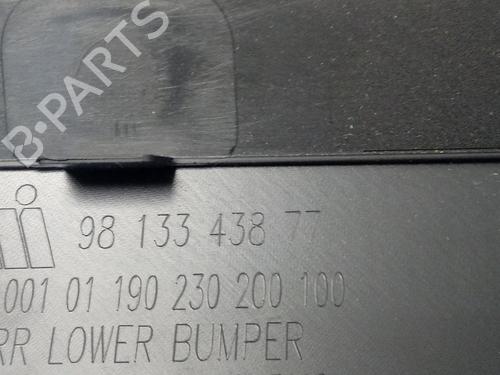 B-PARTS
98 133 438 77
001 01 190 230 200 100
RR LOWER BUMPER